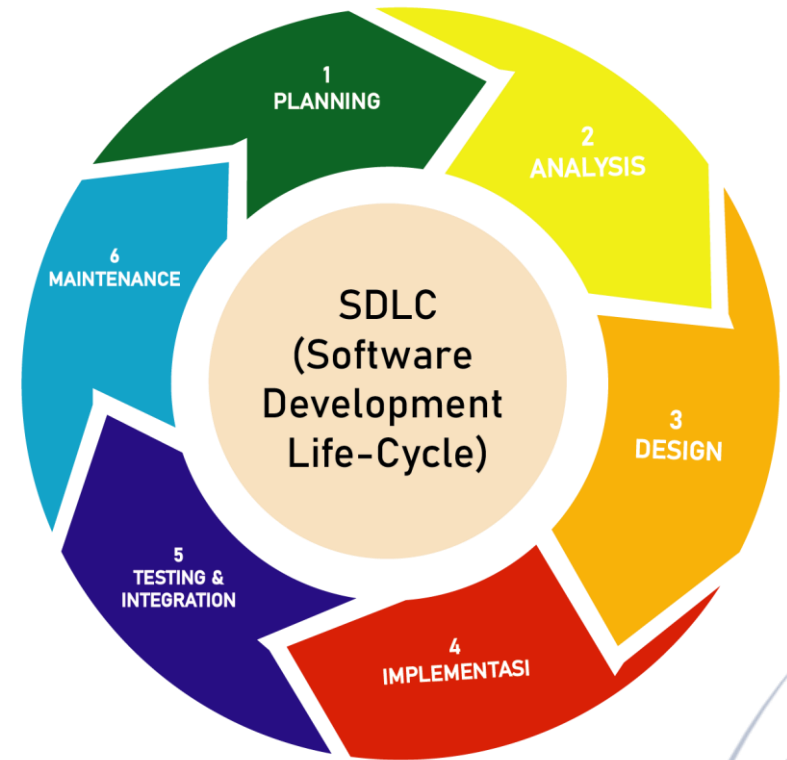 1
PLANNING
2
ANALYSIS
3
DESIGN
4
IMPLEMENTASI
5
TESTING &
INTEGRATION
6
MAINTENANCE
SDLC
(Software
Development
Life-Cycle)